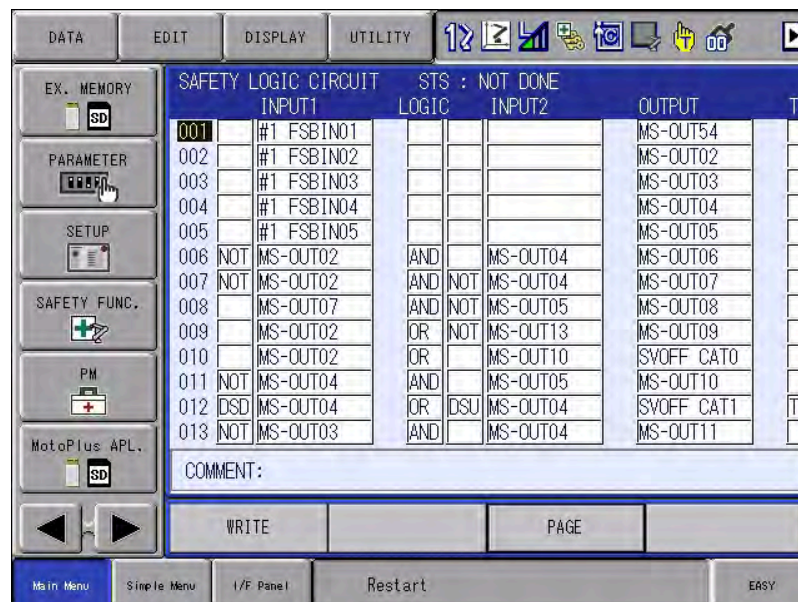 DATA EDIT DISPLAY UTILITY
EX. MEMORY
SD
PARAMETER
SETUP
SAFETY FUNC.
PM
MotoPlus APL.
SD
SAFETY LOGIC CIRCUIT STS : NOT DONE
INPUT1 LOGIC INPUT2 OUTPUT T
001 #1 FSBIN01 MS-OUT54
002 #1 FSBIN02 MS-OUT02
003 #1 FSBIN03 MS-OUT03
004 #1 FSBIN04 MS-OUT04
005 #1 FSBIN05 MS-OUT05
006 NOT MS-OUT02 AND MS-OUT04 MS-OUT06
007 NOT MS-OUT02 AND NOT MS-OUT04 MS-OUT07
008 MS-OUT07 AND NOT MS-OUT05 MS-OUT08
009 MS-OUT02 OR NOT MS-OUT13 MS-OUT09
010 MS-OUT02 OR MS-OUT10 SVOFF CAT0
011 NOT MS-OUT04 AND MS-OUT05 MS-OUT10
012 DSD MS-OUT04 OR DSU MS-OUT04 SVOFF CAT1 T
013 NOT MS-OUT03 AND MS-OUT04 MS-OUT11
COMMENT:
WRITE PAGE
Main Menu Simple Menu I/F Panel Restart EASY